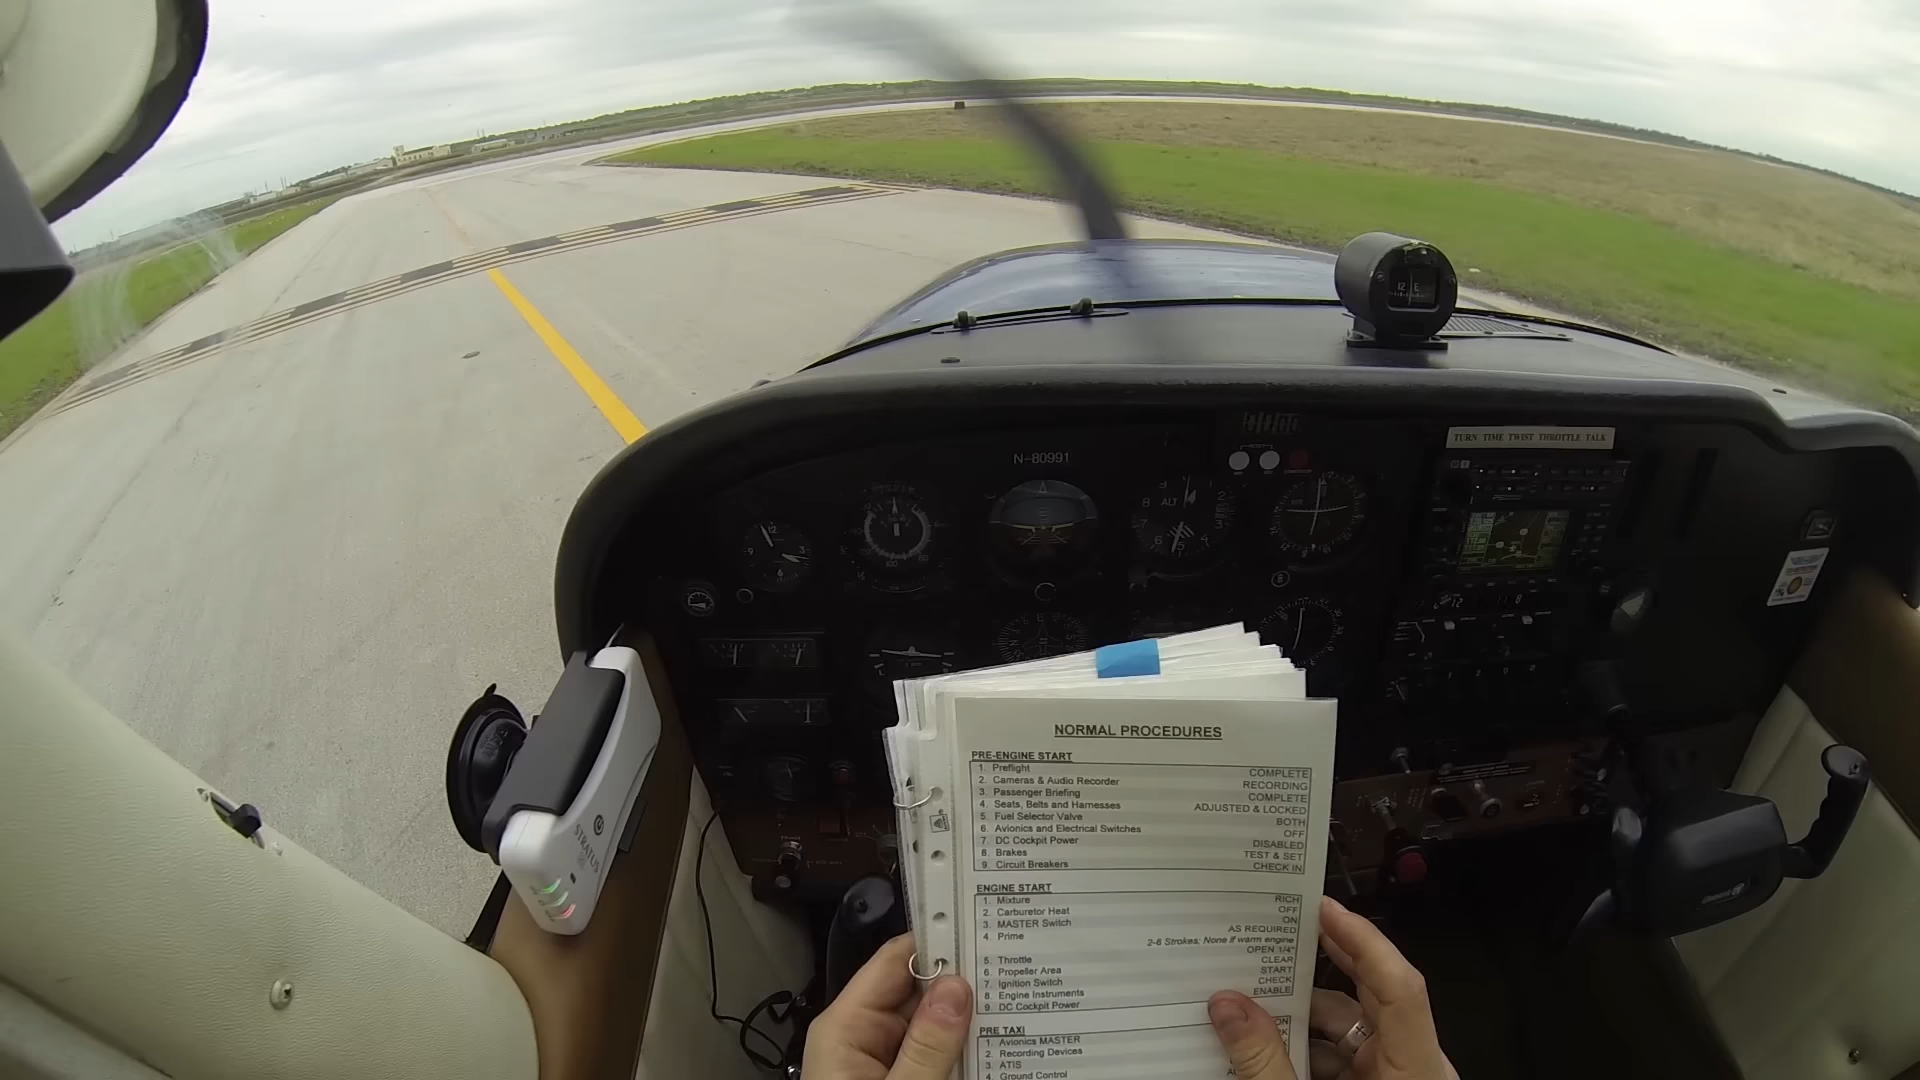 12 E
TURN TIME TWIST THROTTLE TALK
N-80991
ALT
STRATUS
NORMAL PROCEDURES
PRE-ENGINE START
1. Preflight COMPLETE
2. Cameras & Audio Recorder RECORDING
3. Passenger Briefing COMPLETE
4. Seats, Belts and Harnesses ADJUSTED & LOCKED
5. Fuel Selector Valve BOTH
6. Avionics and Electrical Switches OFF
7. DC Cockpit Power DISABLED
8. Brakes TEST & SET
9. Circuit Breakers CHECK IN
ENGINE START
1. Mixture RICH
2. Carburetor Heat OFF
3. MASTER Switch ON
4. Prime AS REQUIRED
2-6 Strokes; None if warm engine
5. Throttle OPEN 1/4"
6. Propeller Area CLEAR
7. Ignition Switch START
8. Engine Instruments CHECK
9. DC Cockpit Power ENABLE
PRE TAXI
1. Avionics MASTER ON
2. Recording Devices
3. ATIS
4. Ground Control